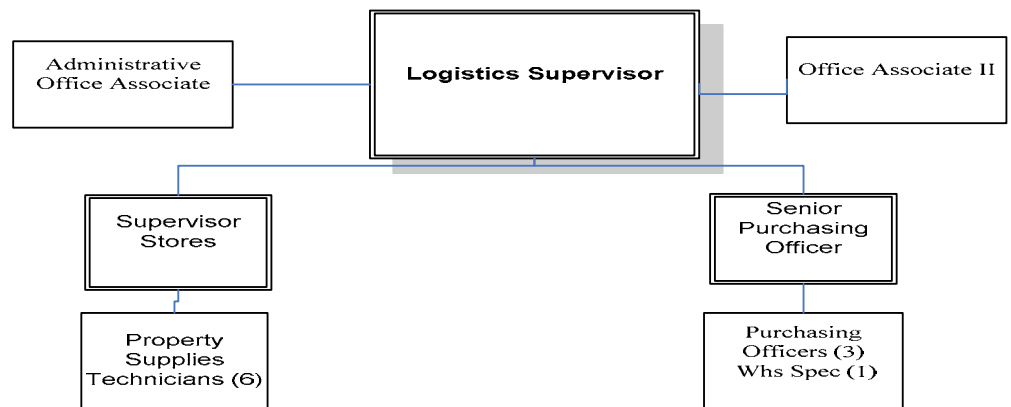 Administrative
Office Associate
Logistics Supervisor
Office Associate II
Supervisor
Stores
Senior
Purchasing
Officer
Property
Supplies
Technicians (6)
Purchasing
Officers (3)
Whs Spec (1)